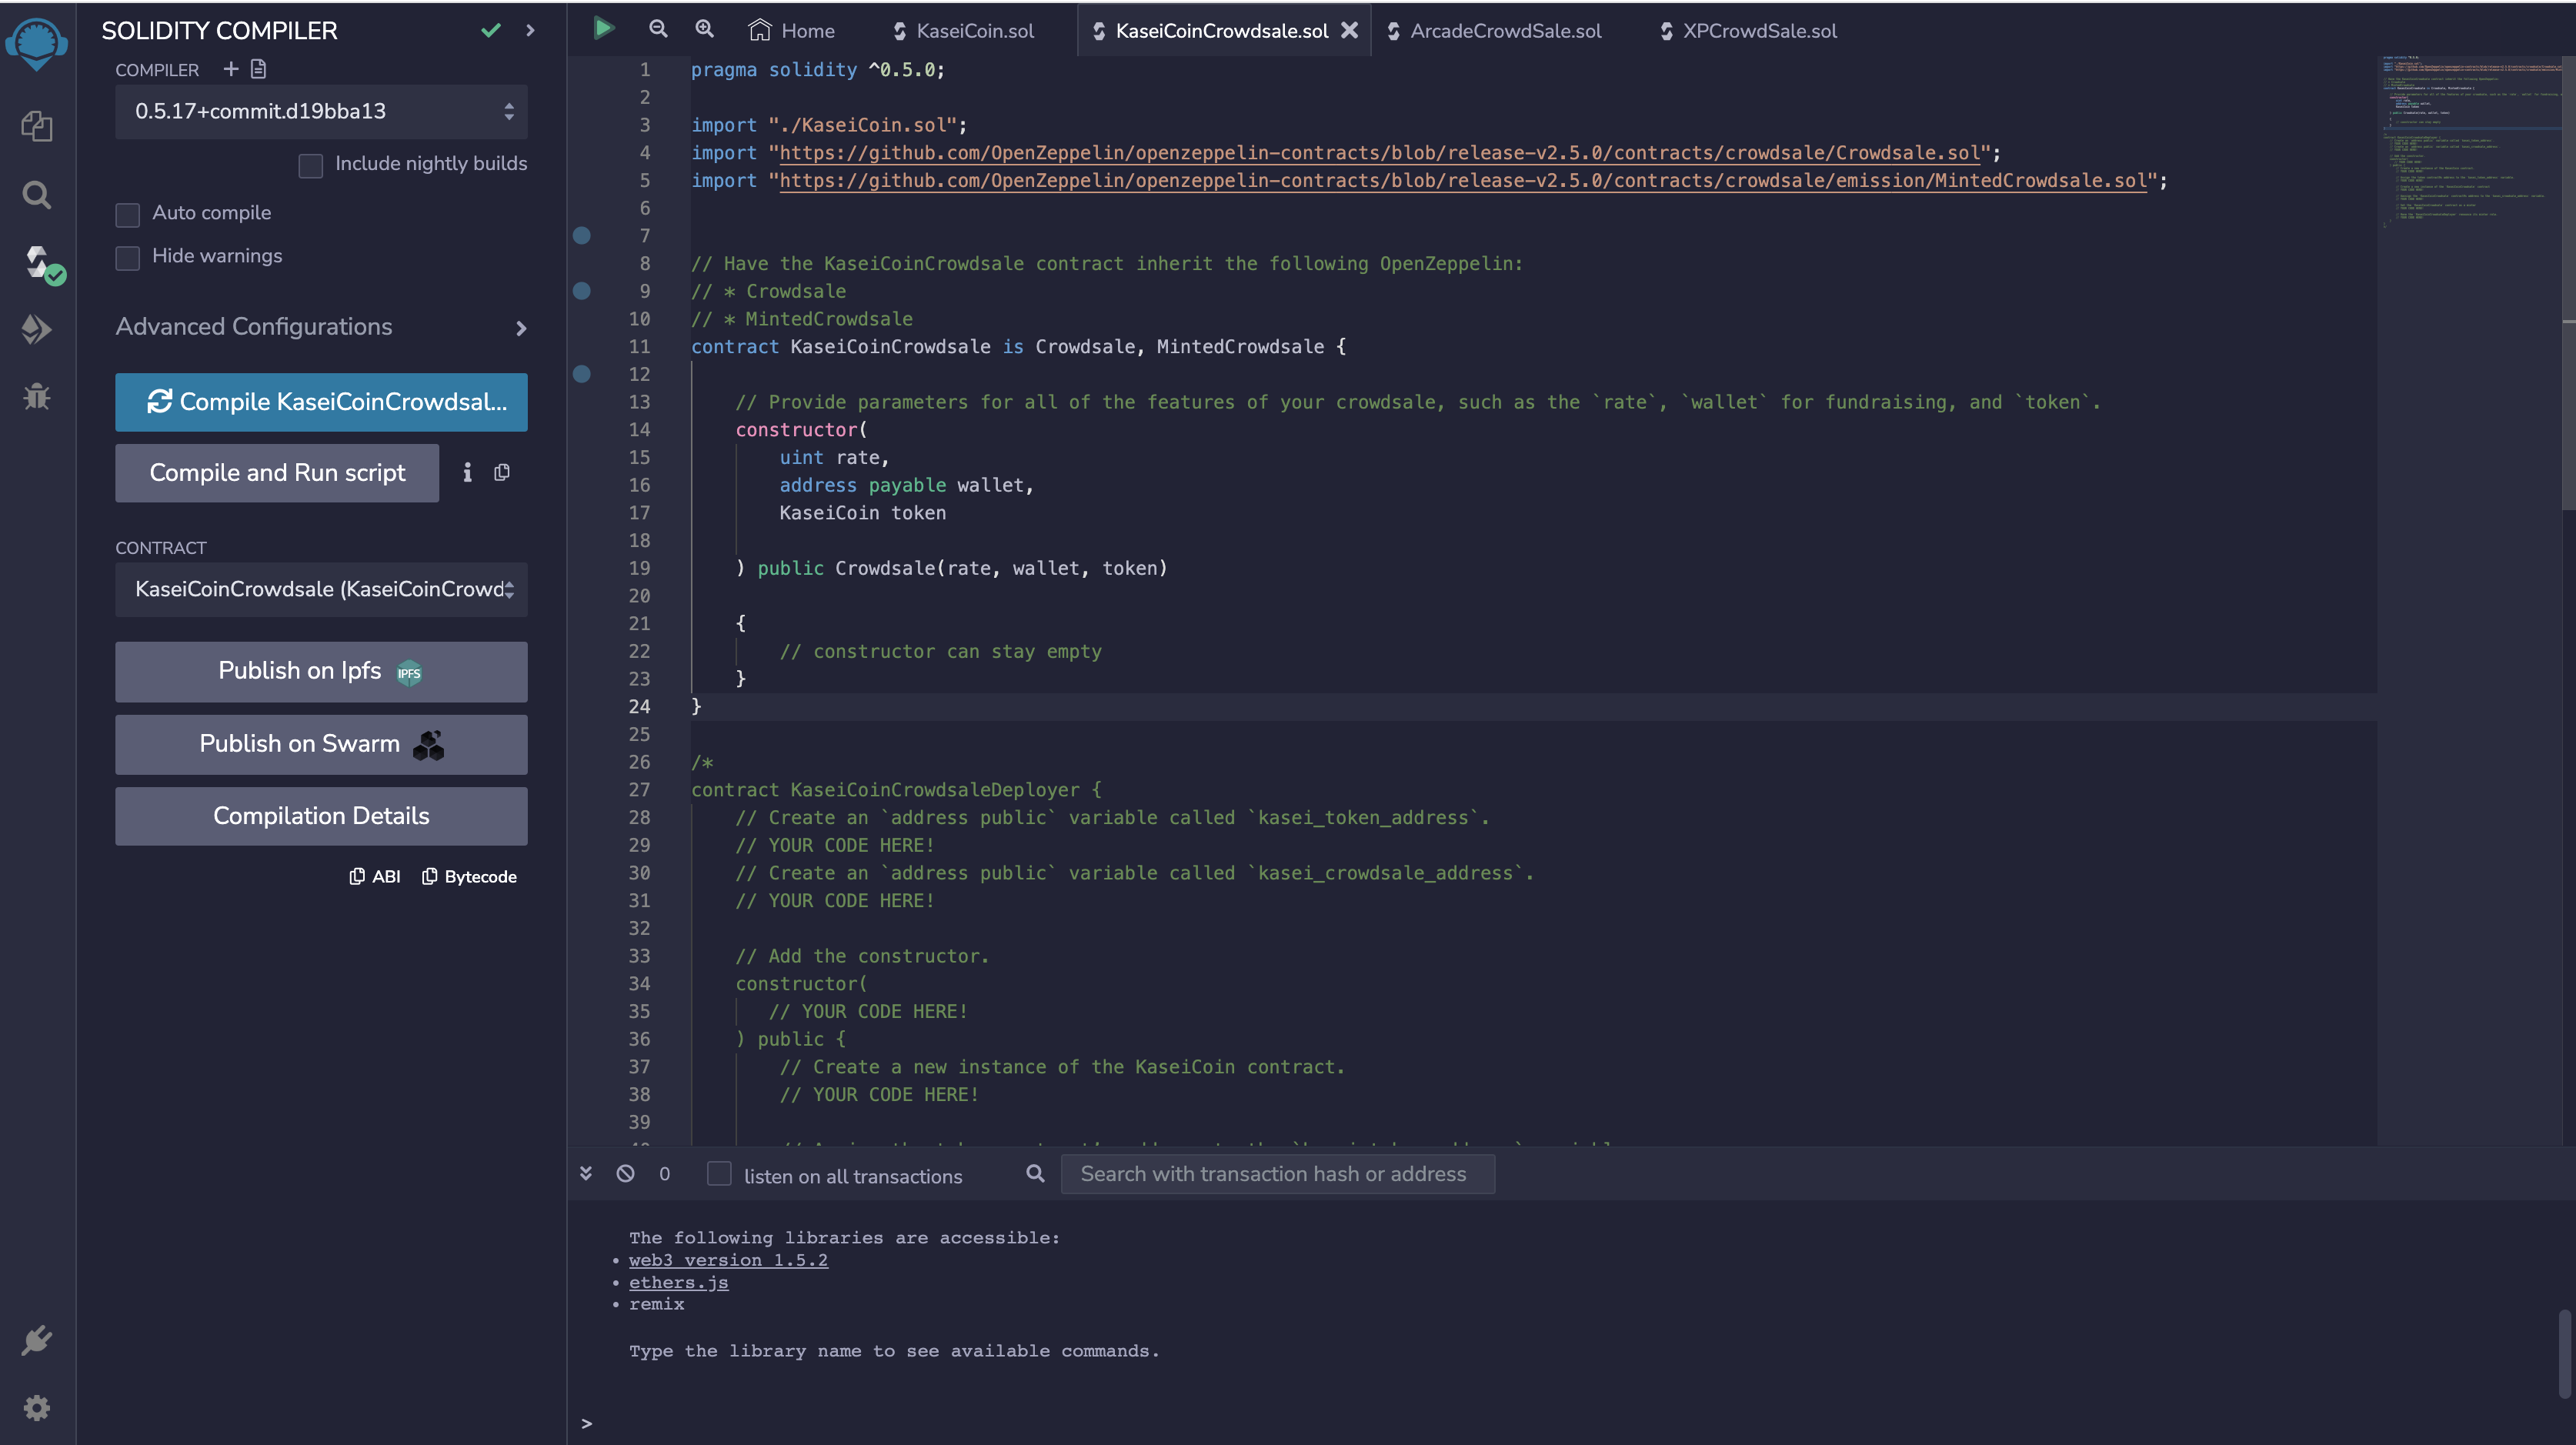 SOLIDITY COMPILER
COMPILER
0.5.17+commit.d19bba13
Include nightly builds
Auto compile
Hide warnings
Advanced Configurations
Compile KaseiCoinCrowdsal...
Compile and Run script
CONTRACT
KaseiCoinCrowdsale (KaseiCoinCrowd
Publish on Ipfs IPFS
Publish on Swarm
Compilation Details
ABI Bytecode
Home KaseiCoin.sol KaseiCoinCrowdsale.sol ArcadeCrowdSale.sol XPCrowdSale.sol
1 pragma solidity ^0.5.0;
2
3 import "./KaseiCoin.sol";
4 import "https://github.com/OpenZeppelin/openzeppelin-contracts/blob/release-v2.5.0/contracts/crowdsale/Crowdsale.sol";
5 import "https://github.com/OpenZeppelin/openzeppelin-contracts/blob/release-v2.5.0/contracts/crowdsale/emission/MintedCrowdsale.sol";
6
7
8 // Have the KaseiCoinCrowdsale contract inherit the following OpenZeppelin:
9 // * Crowdsale
10 // * MintedCrowdsale
11 contract KaseiCoinCrowdsale is Crowdsale, MintedCrowdsale {
12
13 // Provide parameters for all of the features of your crowdsale, such as the `rate`, `wallet` for fundraising, and `token`.
14 constructor(
15 uint rate,
16 address payable wallet,
17 KaseiCoin token
18
19 ) public Crowdsale(rate, wallet, token)
20
21 {
22 // constructor can stay empty
23 }
24 }
25
26 /*
27 contract KaseiCoinCrowdsaleDeployer {
28 // Create an `address public` variable called `kasei_token_address`.
29 // YOUR CODE HERE!
30 // Create an `address public` variable called `kasei_crowdsale_address`.
31 // YOUR CODE HERE!
32
33 // Add the constructor.
34 constructor(
35 // YOUR CODE HERE!
36 ) public {
37 // Create a new instance of the KaseiCoin contract.
38 // YOUR CODE HERE!
39
0 listen on all transactions Search with transaction hash or address
The following libraries are accessible:
• web3 version 1.5.2
• ethers.js
• remix
Type the library name to see available commands.
>